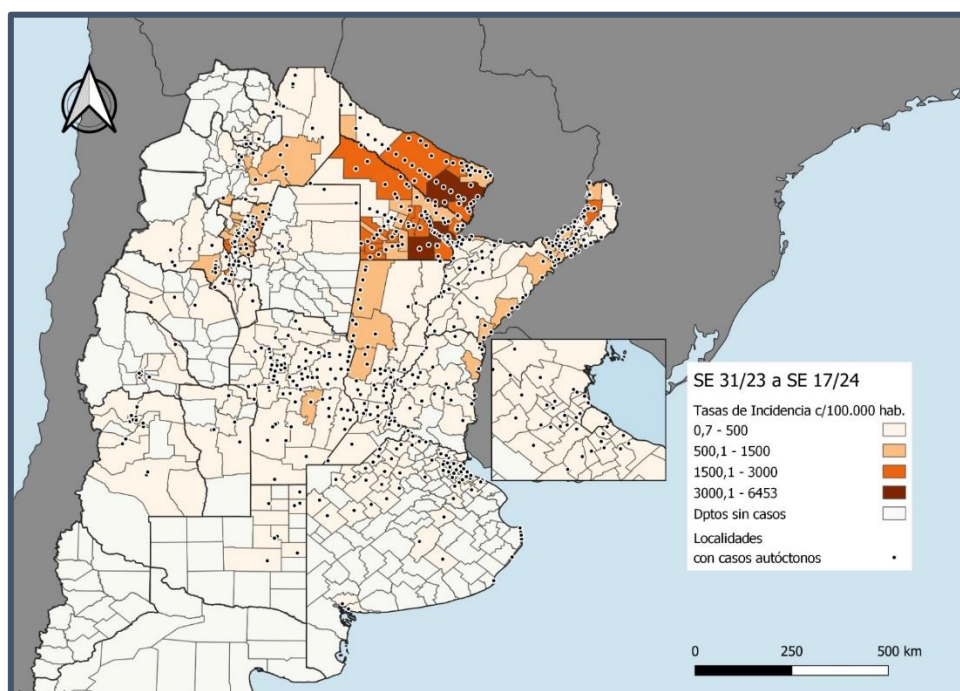 SE 31/23 a SE 17/24
Tasas de Incidencia c/100.000 hab.
0,7 - 500
500,1 - 1500
1500,1 - 3000
3000,1 - 6453
Dptos sin casos
Localidades
con casos autóctonos
0 250 500 km